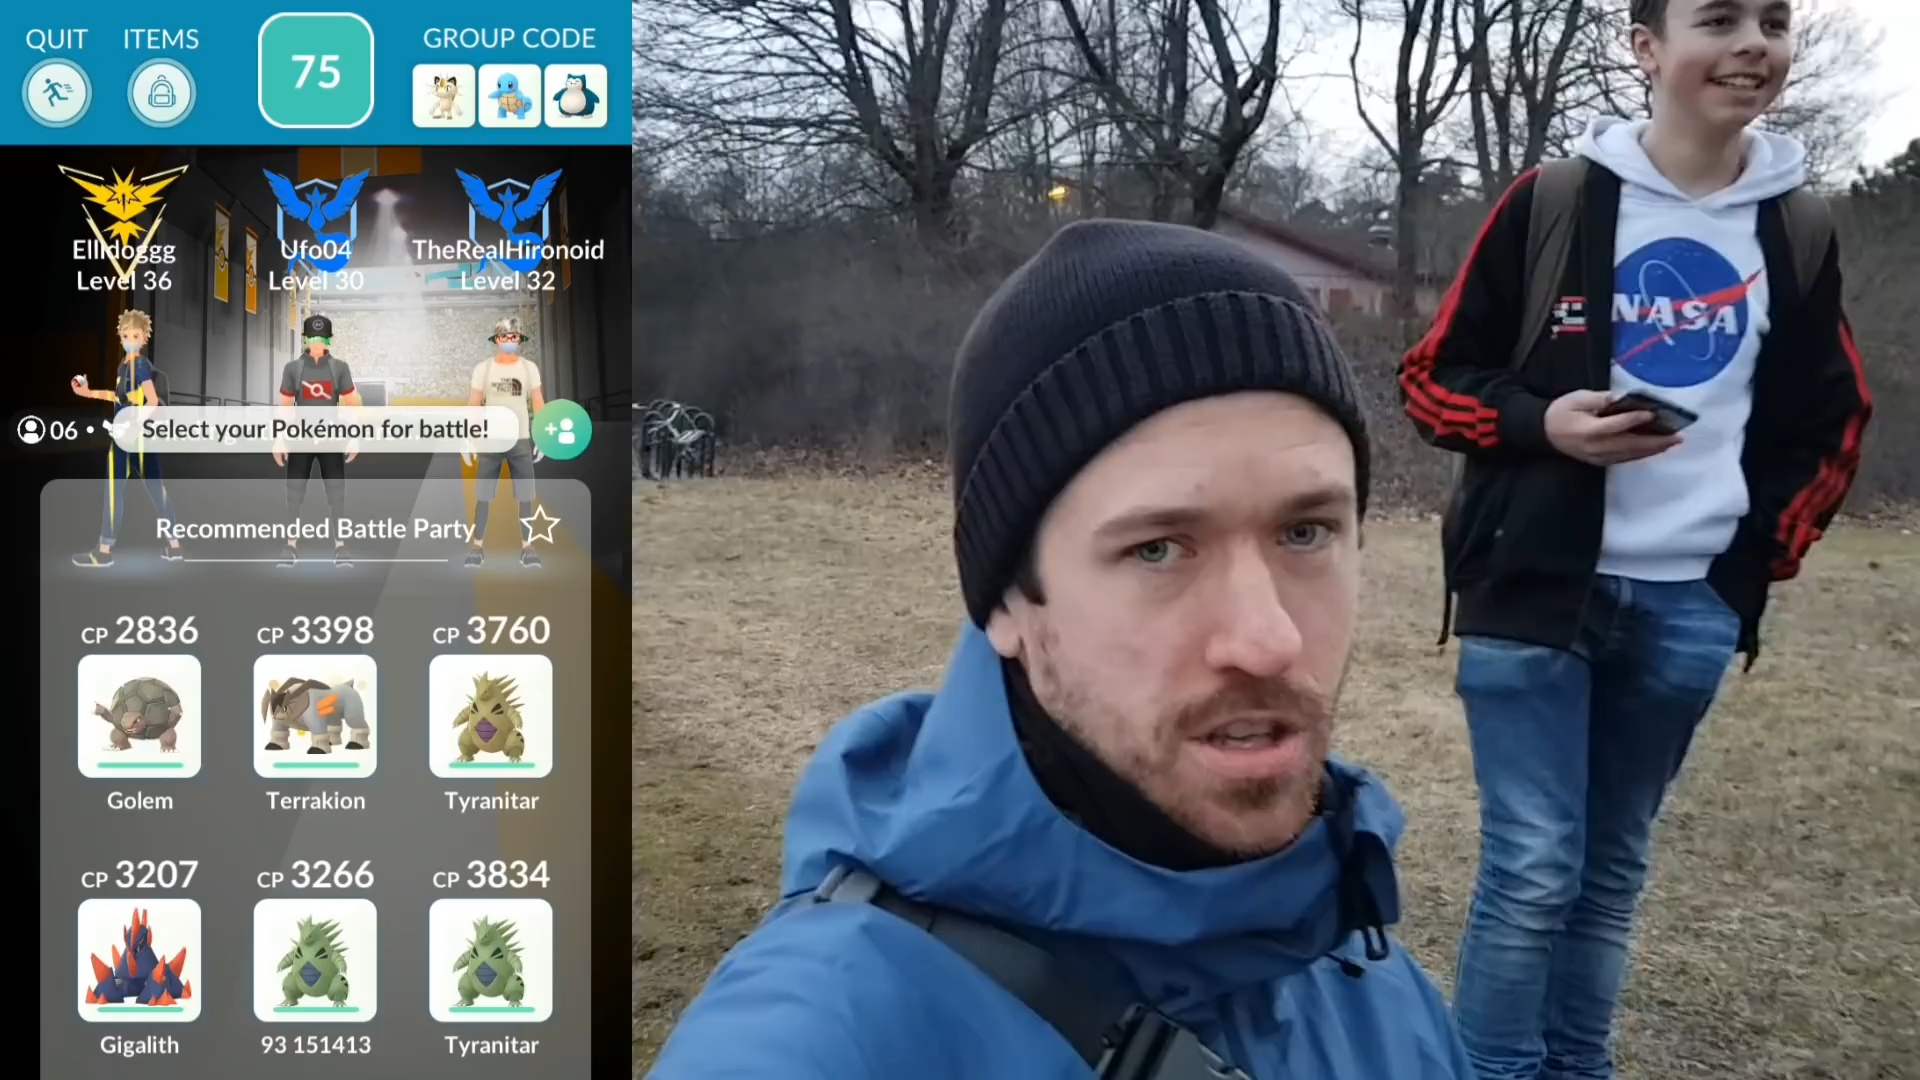 QUIT
ITEMS
75
GROUP CODE
Ellidoggg
Level 36
Ufo04
Level 30
TheRealHironoid
Level 32
06 •
Select your Pokémon for battle!
Recommended Battle Party
CP 2836
CP 3398
CP 3760
Golem
Terrakion
Tyranitar
CP 3207
CP 3266
CP 3834
Gigalith
93 151413
Tyranitar
NASA